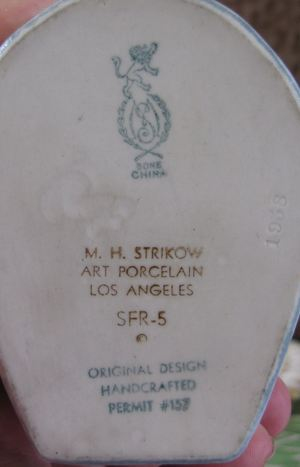 BONE
CHINA
M. H. STRIKOW
ART PORCELAIN
LOS ANGELES
SFR-5
©
ORIGINAL DESIGN
HANDCRAFTED
PERMIT #157